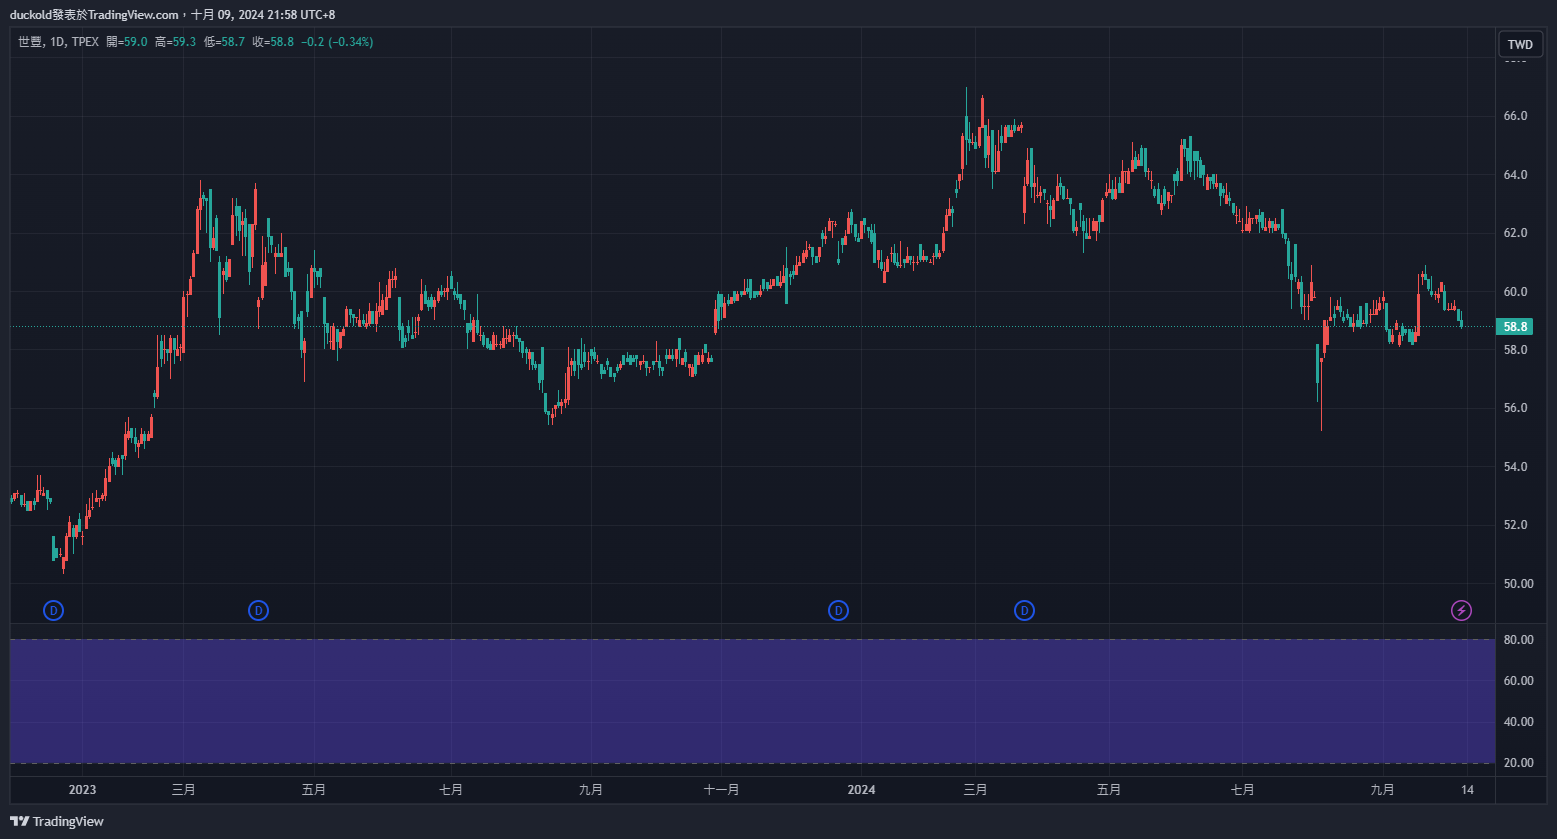 duckold發表於TradingView.com，十月 09, 2024 21:58 UTC+8
世豐, 1D, TPEX 開=59.0 高=59.3 低=58.7 收=58.8 −0.2 (−0.34%)
TWD
66.0
64.0
62.0
60.0
58.8
58.0
56.0
54.0
52.0
50.00
D D D D
80.00
60.00
40.00
20.00
2023 三月 五月 七月 九月 十一月 2024 三月 五月 七月 九月 14
TradingView